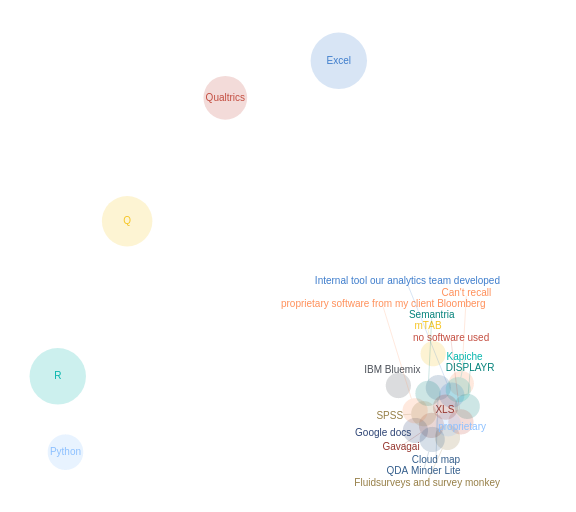 Excel
Qualtrics
Q
Internal tool our analytics team developed
Can't recall
proprietary software from my client Bloomberg
Semantria
mTAB
no software used
Kapiche
DISPLAYR
IBM Bluemix
R
XLS
SPSS
proprietary
Google docs
Gavagai
Python
Cloud map
QDA Minder Lite
Fluidsurveys and survey monkey